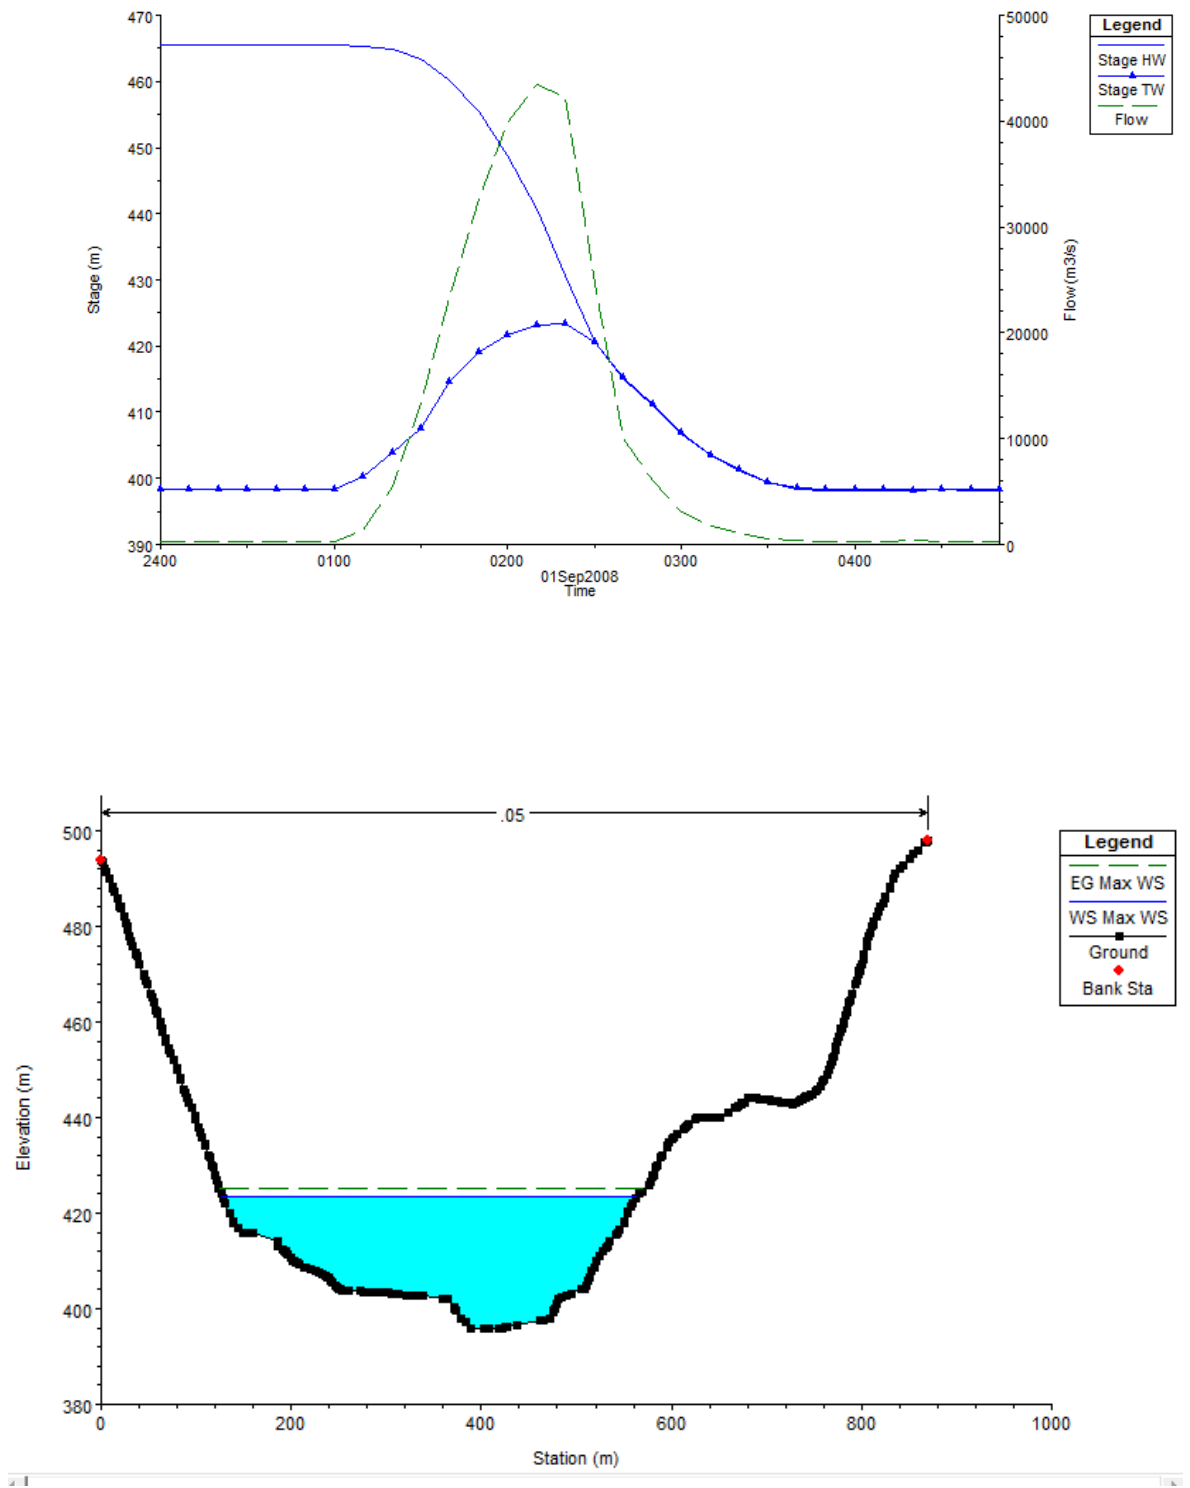 470
460
450
440
430
420
410
400
390
Stage (m)
2400
0100
0200
0300
0400
01Sep2008
Time
50000
40000
30000
20000
10000
0
Flow (m3/s)
Legend
Stage HW
Stage TW
Flow
.05
500
480
460
440
420
400
380
Elevation (m)
0
200
400
600
800
1000
Station (m)
Legend
EG Max WS
WS Max WS
Ground
Bank Sta